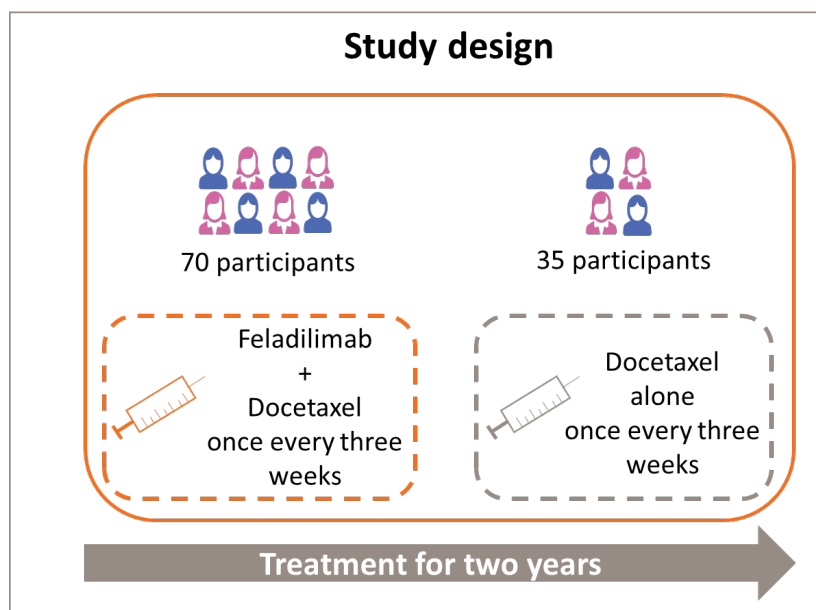 Study design
70 participants
35 participants
Feladilimab
+
Docetaxel
once every three
weeks
Docetaxel
alone
once every three
weeks
Treatment for two years